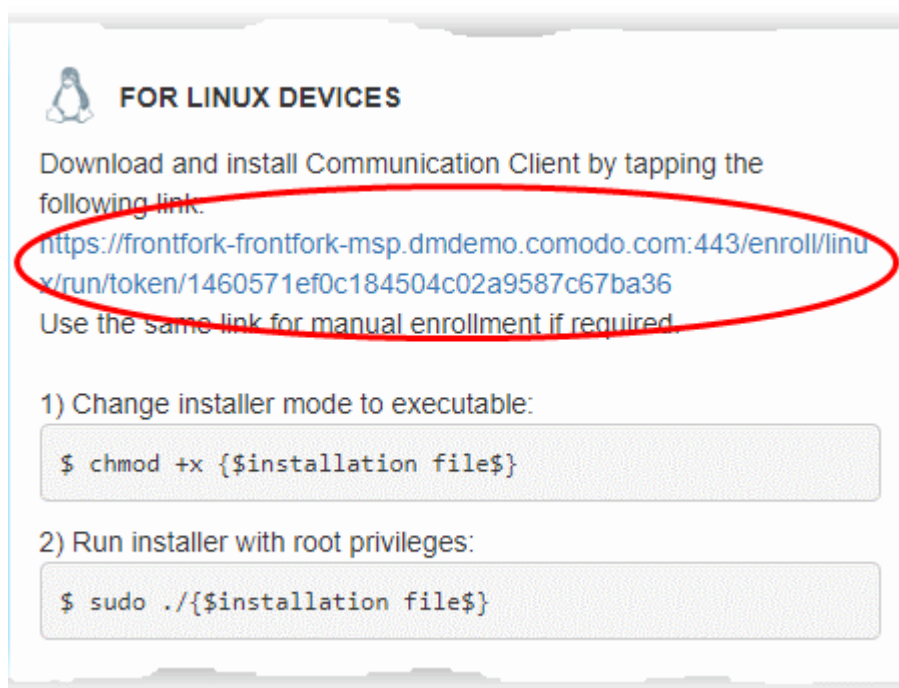 FOR LINUX DEVICES
Download and install Communication Client by tapping the
following link:
https://frontfork-frontfork-msp.dmdemo.comodo.com:443/enroll/linu
x/run/token/1460571ef0c184504c02a9587c67ba36
Use the same link for manual enrollment if required.
1) Change installer mode to executable:
$ chmod +x {$installation file$}
2) Run installer with root privileges:
$ sudo ./{$installation file$}